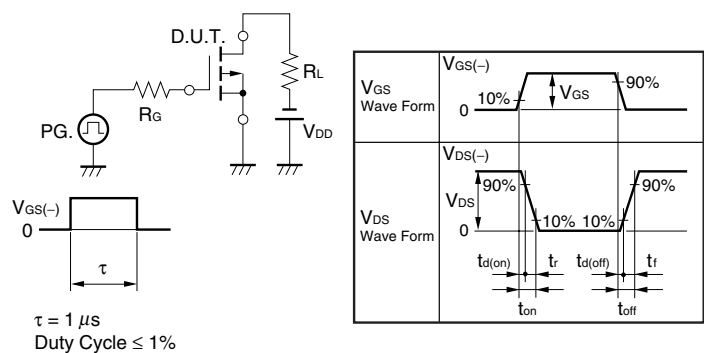 D.U.T.
RL
RG
PG.
VDD
VGS(−)
0
τ
τ = 1 μs
Duty Cycle ≤ 1%
VGS
Wave Form
VGS(−)
10%
VGS
90%
0
VDS
Wave Form
VDS(−)
90%
VDS
90%
10%
10%
0
td(on)
tr
td(off)
tf
ton
toff